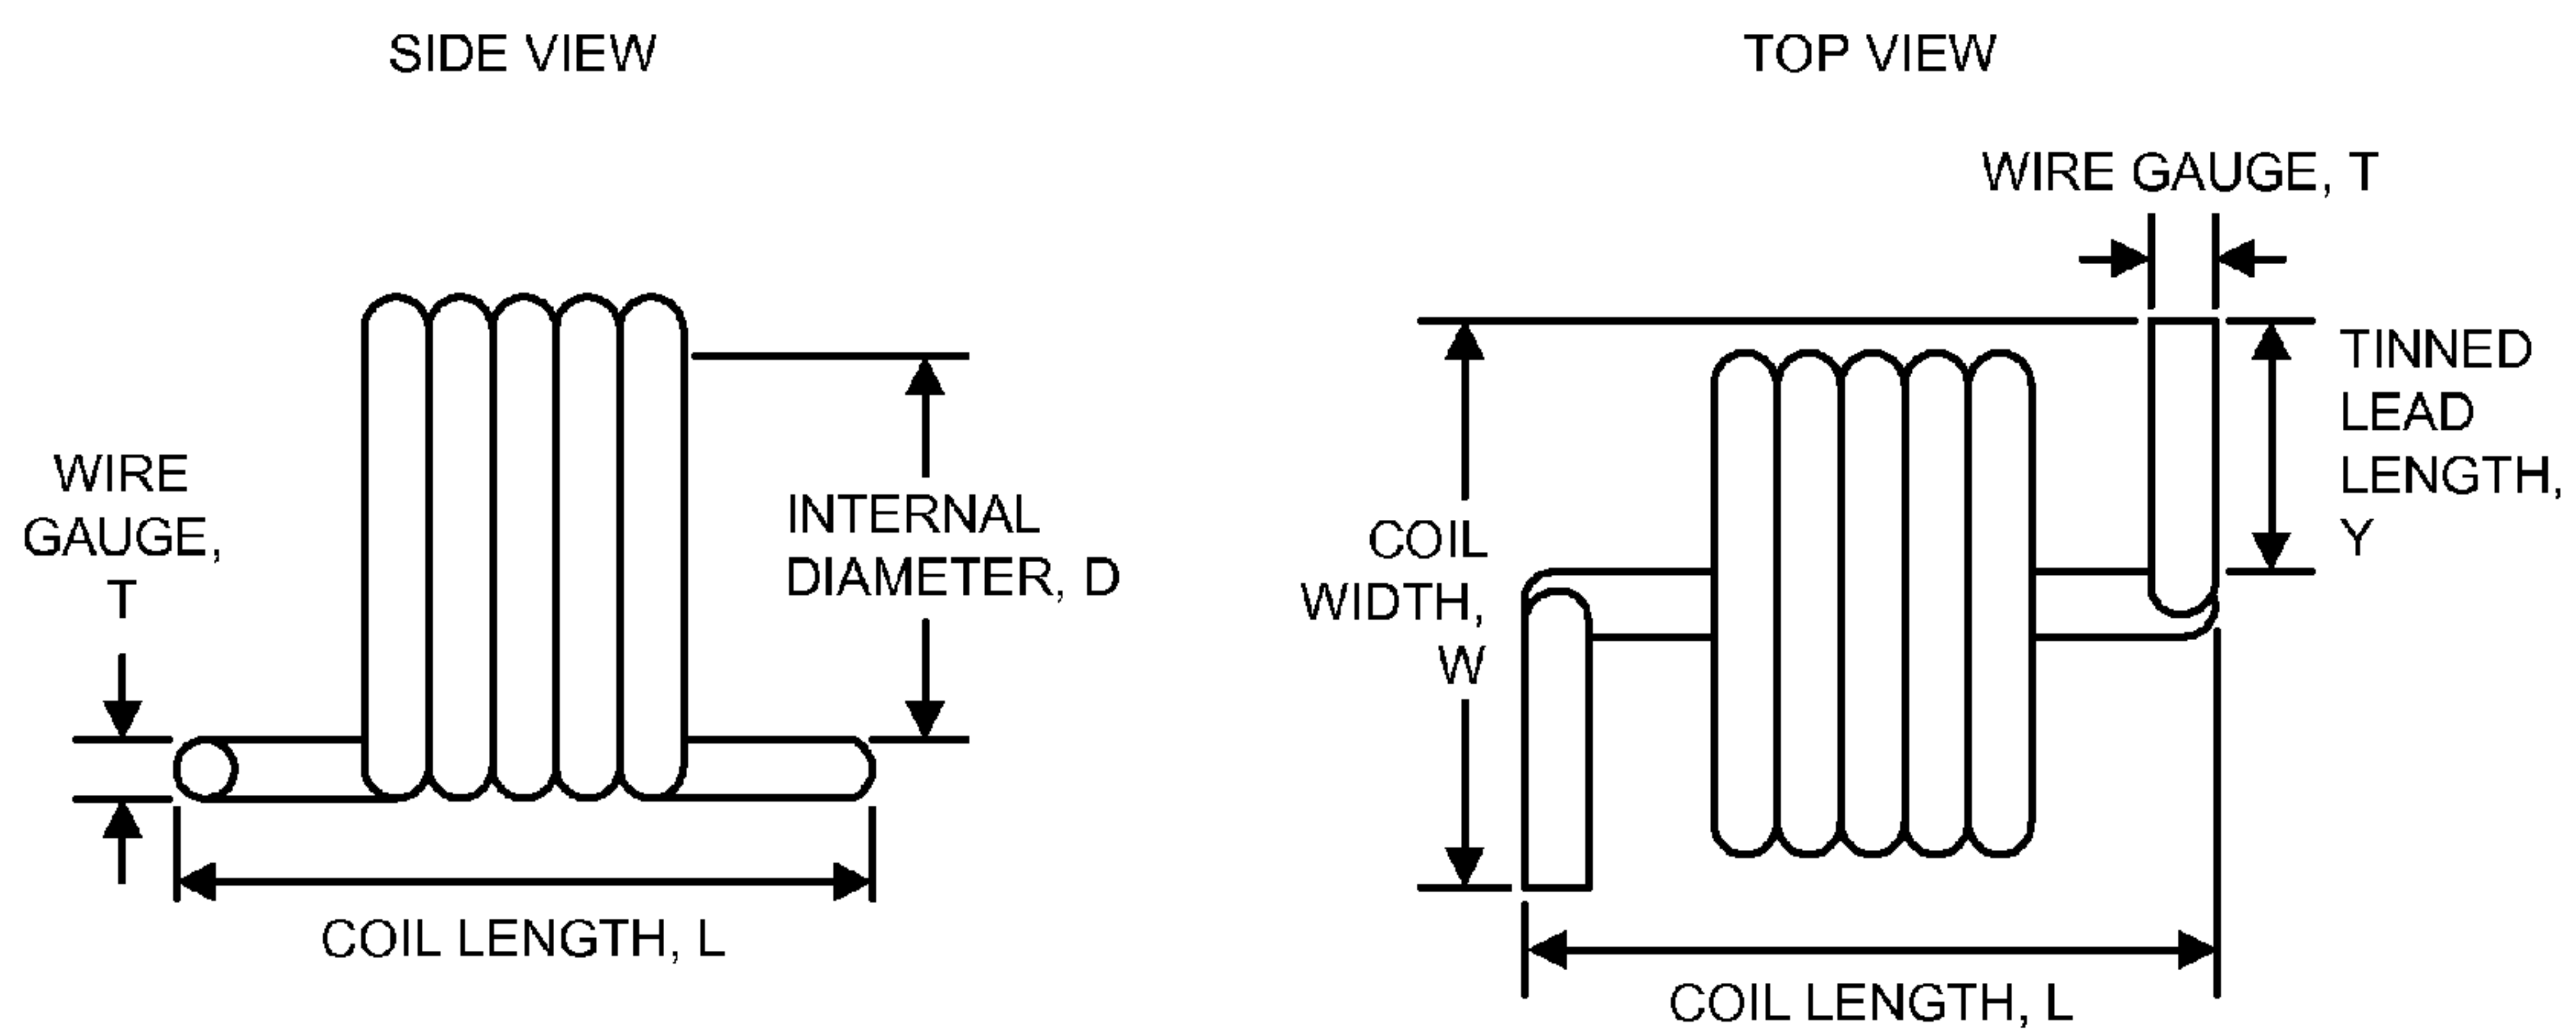 SIDE VIEW
TOP VIEW
WIRE GAUGE, T
WIRE
GAUGE,
T
INTERNAL
DIAMETER, D
COIL LENGTH, L
COIL
WIDTH,
W
TINNED
LEAD
LENGTH,
Y
COIL LENGTH, L